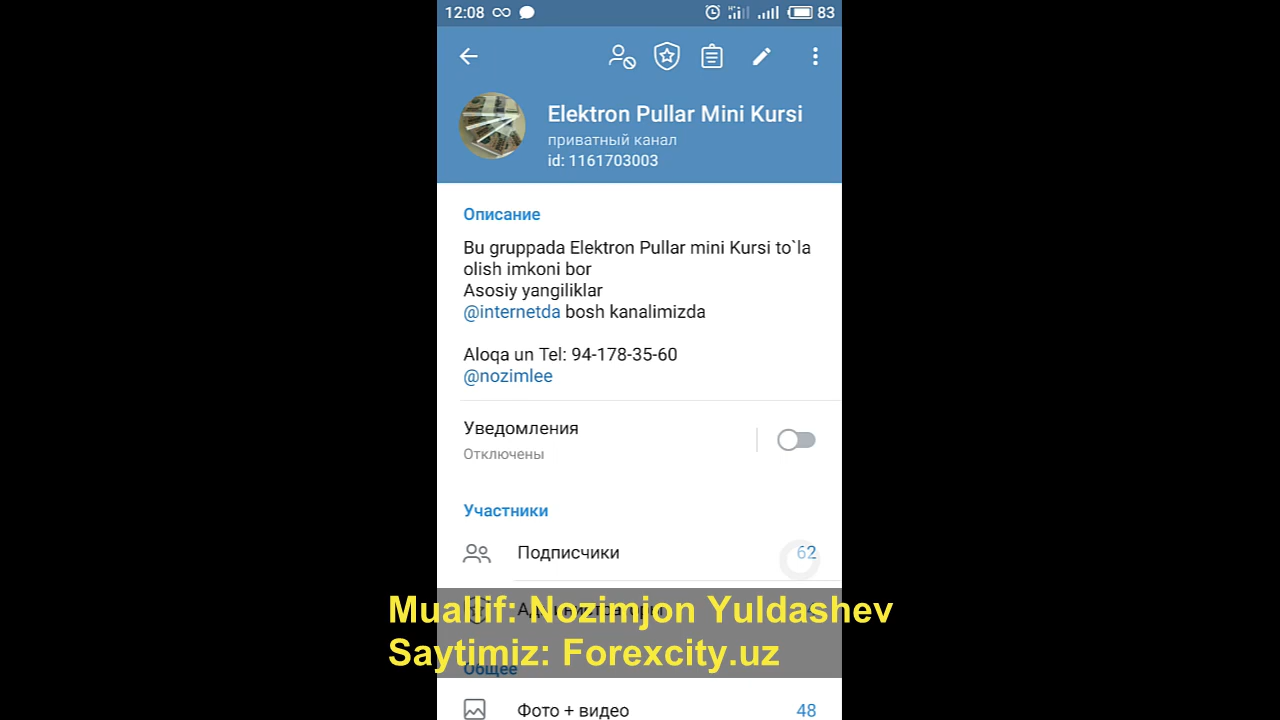 12:08
83
Elektron Pullar Mini Kursi
приватный канал
id: 1161703003
Описание
Bu gruppada Elektron Pullar mini Kursi to`la
olish imkoni bor
Asosiy yangiliklar
@internetda bosh kanalimizda
Aloqa un Tel: 94-178-35-60
@nozimlee
Уведомления
Отключены
Участники
Подписчики 62
Muallif: Nozimjon Yuldashev
Saytimiz: Forexcity.uz
Общее
Фото + видео 48